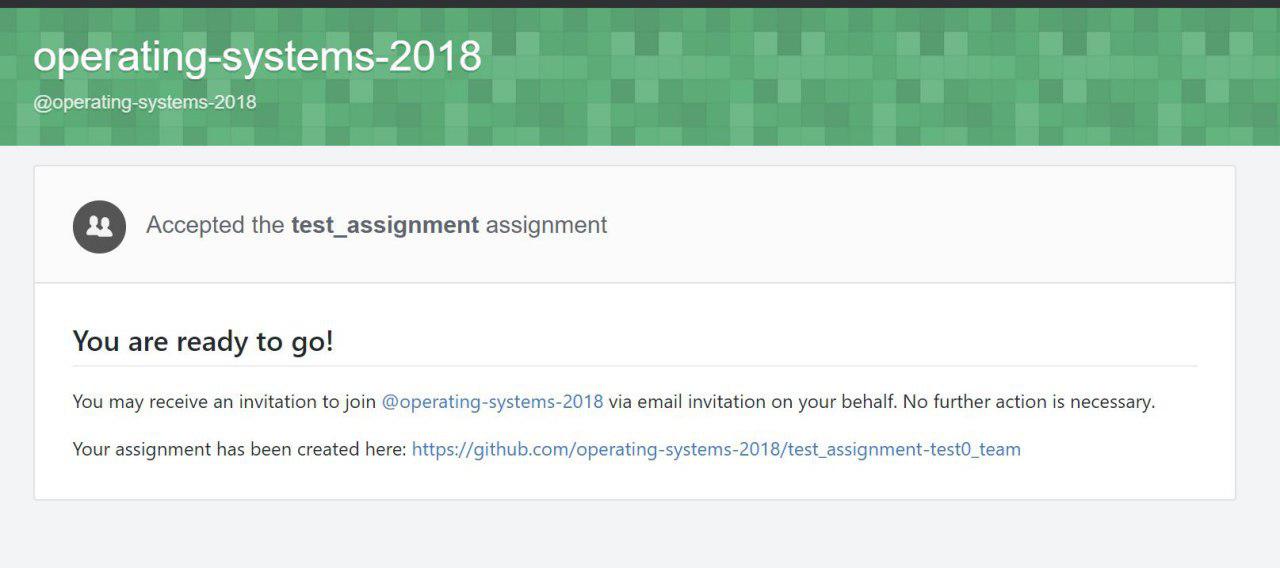 operating-systems-2018
@operating-systems-2018
Accepted the test_assignment assignment
You are ready to go!
You may receive an invitation to join @operating-systems-2018 via email invitation on your behalf. No further action is necessary.
Your assignment has been created here: https://github.com/operating-systems-2018/test_assignment-test0_team